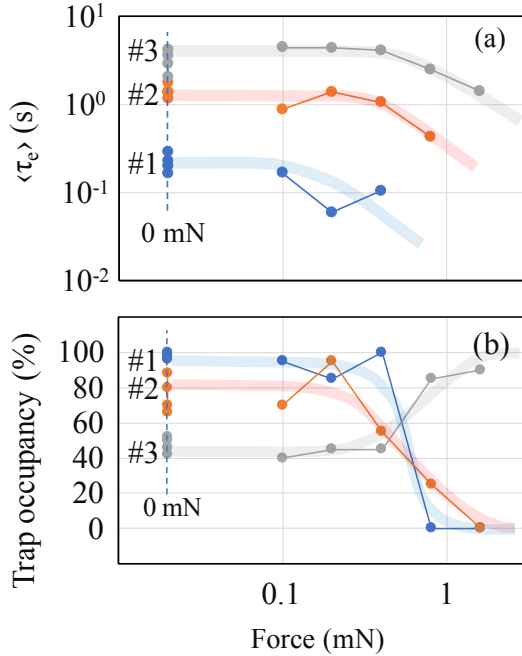 10¹
(a)
#3
10⁰
#2
⟨τₑ⟩ (s)
#1
10⁻¹
0 mN
10⁻²
(b)
100
#1
80
#2
60
Trap occupancy (%)
#3
40
20
0 mN
0
0.1
1
Force (mN)